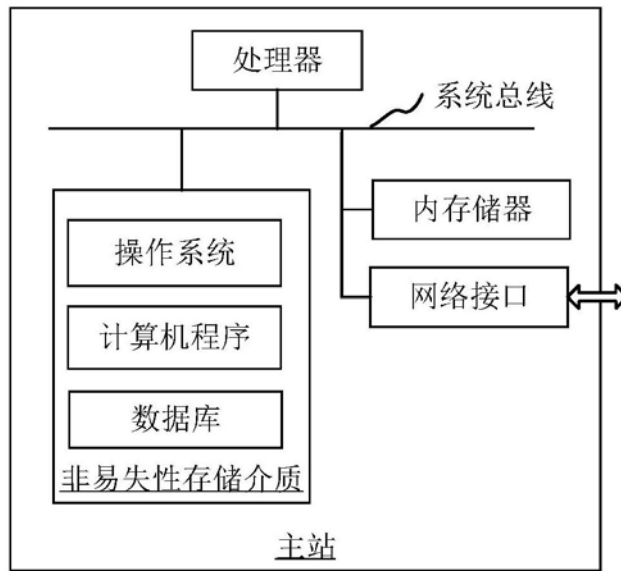 处理器
系统总线
操作系统
计算机程序
数据库
非易失性存储介质
内存储器
网络接口
主站